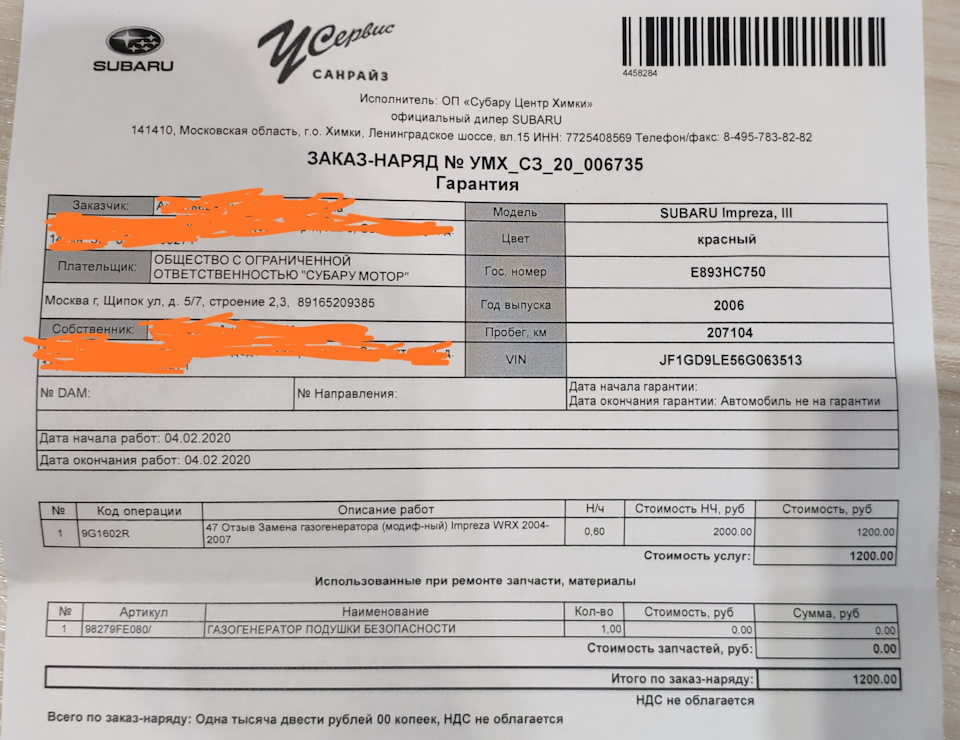 SUBARU
УСервис
САНРАЙЗ
4458284
Исполнитель: ОП «Субару Центр Химки»
официальный дилер SUBARU
141410, Московская область, г.о. Химки, Ленинградское шоссе, вл.15 ИНН: 7725408569 Телефон/факс: 8-495-783-82-82
ЗАКАЗ-НАРЯД № УМХ_СЗ_20_006735
Гарантия
Заказчик:
Модель SUBARU Impreza, III
Цвет красный
Плательщик: ОБЩЕСТВО С ОГРАНИЧЕННОЙ
ОТВЕТСТВЕННОСТЬЮ "СУБАРУ МОТОР"
Гос. номер E893HC750
Москва г, Щипок ул, д. 5/7, строение 2,3, 89165209385
Год выпуска 2006
Собственник:
Пробег, км 207104
VIN JF1GD9LE56G063513
№ DAM: № Направления: Дата начала гарантии:
Дата окончания гарантии: Автомобиль не на гарантии
Дата начала работ: 04.02.2020
Дата окончания работ: 04.02.2020
№ Код операции Описание работ Н/ч Стоимость НЧ, руб Стоимость, руб
1 9G1602R 47 Отзыв Замена газогенератора (модиф-ный) Impreza WRX 2004-
2007 0,60 2000.00 1200.00
Стоимость услуг: 1200.00
Использованные при ремонте запчасти, материалы
№ Артикул Наименование Кол-во Стоимость, руб Сумма, руб
1 98279FE080/ ГАЗОГЕНЕРАТОР ПОДУШКИ БЕЗОПАСНОСТИ 1,00 0.00 0.00
Стоимость запчастей, руб: 0.00
Итого по заказ-наряду: 1200.00
НДС не облагается
Всего по заказ-наряду: Одна тысяча двести рублей 00 копеек, НДС не облагается